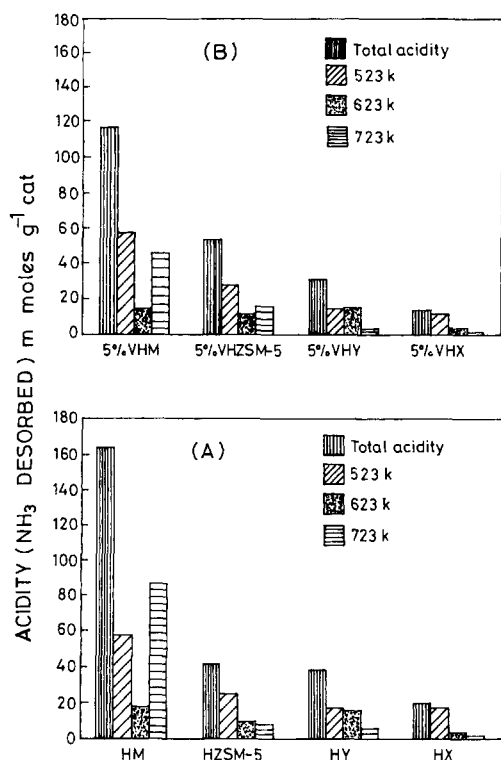 ACIDITY (NH3 DESORBED) m moles g-1 cat
(B)
Total acidity
523 k
623 k
723 k
180
160
140
120
100
80
60
40
20
0
5%VHM 5%VHZSM-5 5%VHY 5%VHX
(A)
Total acidity
523 k
623 k
723 k
180
160
140
120
100
80
60
40
20
0
HM HZSM-5 HY HX